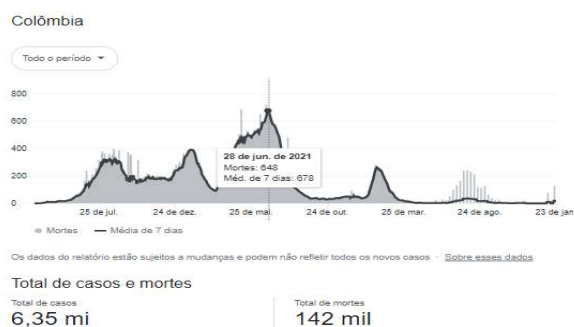 Colômbia
Todo o período
800
600
400
200
0
28 de jun. de 2021
Mortes: 648
Méd. de 7 dias: 678
25 de jul. 24 de dez. 25 de mai. 24 de out. 25 de mar. 24 de ago. 23 de jan
Mortes Média de 7 dias
Os dados do relatório estão sujeitos a mudanças e podem não refletir todos os novos casos · Sobre esses dados
Total de casos e mortes
Total de casos Total de mortes
6,35 mi 142 mil